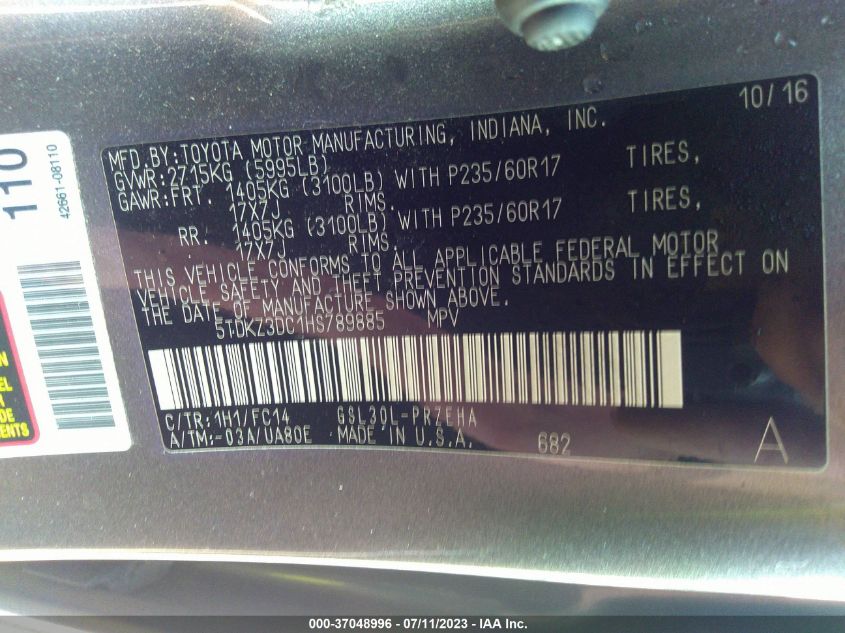 110
42661-08110
10/16
MFD.BY:TOYOTA MOTOR MANUFACTURING, INDIANA, INC.
GVWR:2715KG (5995LB)
GAWR:FRT. 1405KG (3100LB) WITH P235/60R17 TIRES,
17X7J RIMS.
RR. 1405KG (3100LB) WITH P235/60R17 TIRES,
17X7J RIMS.
THIS VEHICLE CONFORMS TO ALL APPLICABLE FEDERAL MOTOR
VEHICLE SAFETY AND THEFT PREVENTION STANDARDS IN EFFECT ON
THE DATE OF MANUFACTURE SHOWN ABOVE.
5TDKZ3DC1HS789885 MPV
C/TR:1H1/FC14 GSL30L-PRZEHA
A/TM:-03A/UA80E MADE IN U.S.A. 682 A
000-37048996 - 07/11/2023 - IAA Inc.